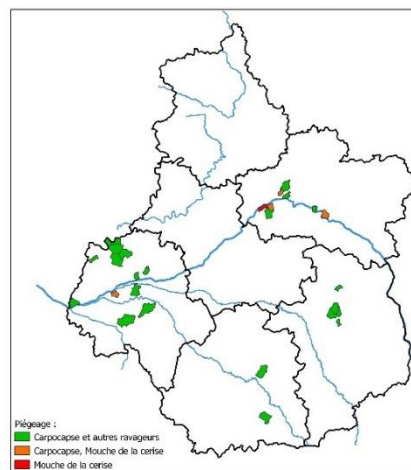 Piégeage :
Carpocapse et autres ravageurs
Carpocapse, Mouche de la cerise
Mouche de la cerise